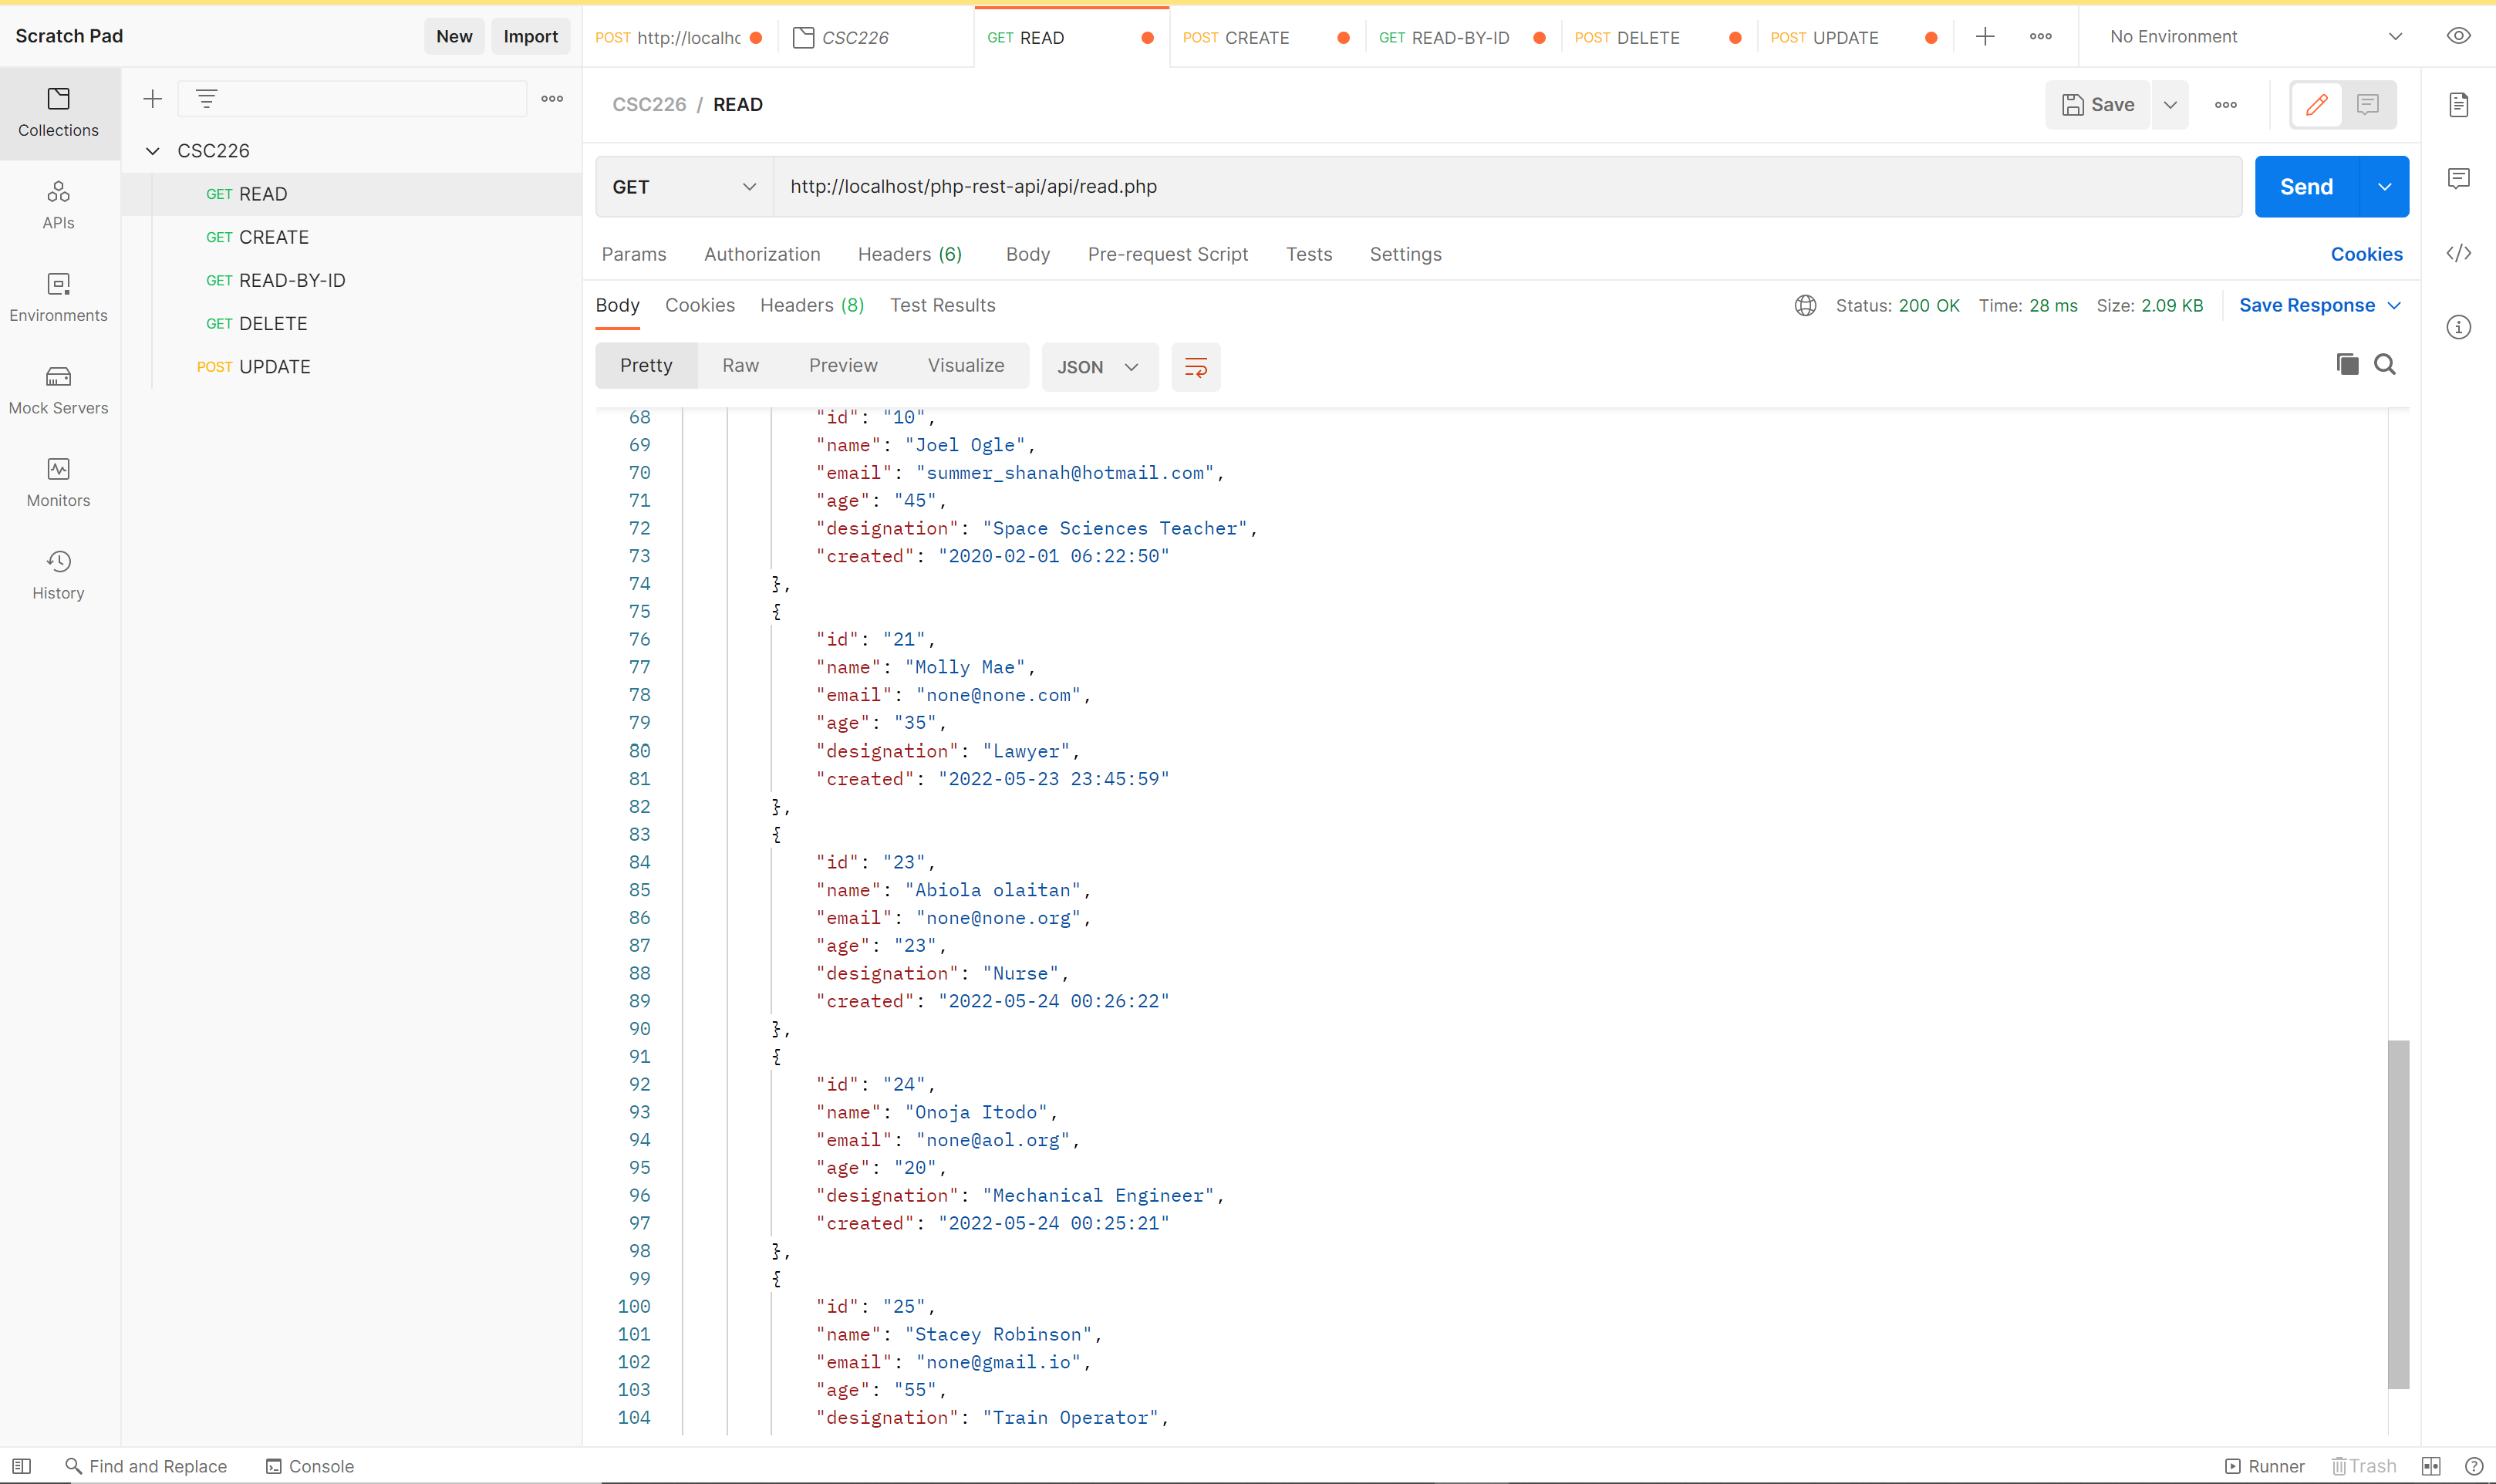 Scratch Pad New Import POST http://localhc CSC226 GET READ POST CREATE GET READ-BY-ID POST DELETE POST UPDATE No Environment
Collections
APIs
Environments
Mock Servers
Monitors
History
CSC226
GET READ
GET CREATE
GET READ-BY-ID
GET DELETE
POST UPDATE
CSC226 / READ Save
GET http://localhost/php-rest-api/api/read.php Send
Params Authorization Headers (6) Body Pre-request Script Tests Settings Cookies
Body Cookies Headers (8) Test Results Status: 200 OK Time: 28 ms Size: 2.09 KB Save Response
Pretty Raw Preview Visualize JSON
68 "id": "10",
69 "name": "Joel Ogle",
70 "email": "summer_shanah@hotmail.com",
71 "age": "45",
72 "designation": "Space Sciences Teacher",
73 "created": "2020-02-01 06:22:50"
74 },
75 {
76 "id": "21",
77 "name": "Molly Mae",
78 "email": "none@none.com",
79 "age": "35",
80 "designation": "Lawyer",
81 "created": "2022-05-23 23:45:59"
82 },
83 {
84 "id": "23",
85 "name": "Abiola olaitan",
86 "email": "none@none.org",
87 "age": "23",
88 "designation": "Nurse",
89 "created": "2022-05-24 00:26:22"
90 },
91 {
92 "id": "24",
93 "name": "Onoja Itodo",
94 "email": "none@aol.org",
95 "age": "20",
96 "designation": "Mechanical Engineer",
97 "created": "2022-05-24 00:25:21"
98 },
99 {
100 "id": "25",
101 "name": "Stacey Robinson",
102 "email": "none@gmail.io",
103 "age": "55",
104 "designation": "Train Operator",
Find and Replace Console Runner Trash